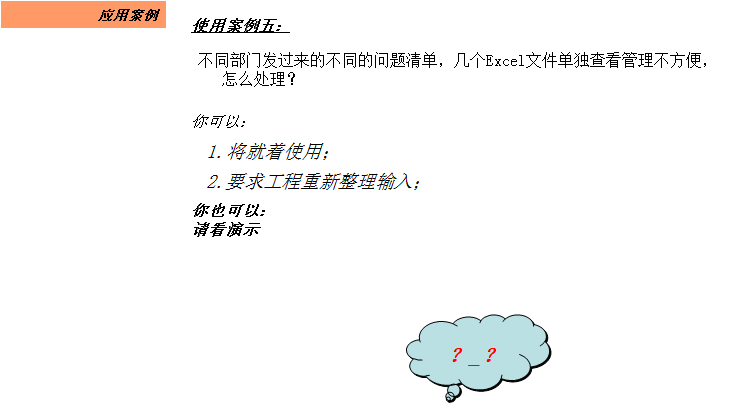 应用案例
使用案例五：
不同部门发过来的不同的问题清单，几个Excel文件单独查看管理不方便，
怎么处理？
你可以：
1.将就着使用；
2.要求工程重新整理输入；
你也可以：
请看演示
？_？